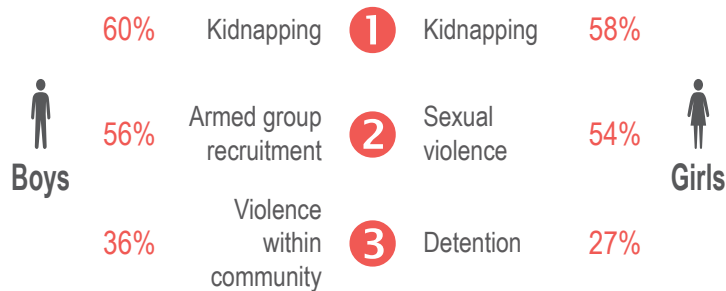 60% Kidnapping 1 Kidnapping 58%
56% Armed group recruitment 2 Sexual violence 54%
Boys Girls
36% Violence within community 3 Detention 27%